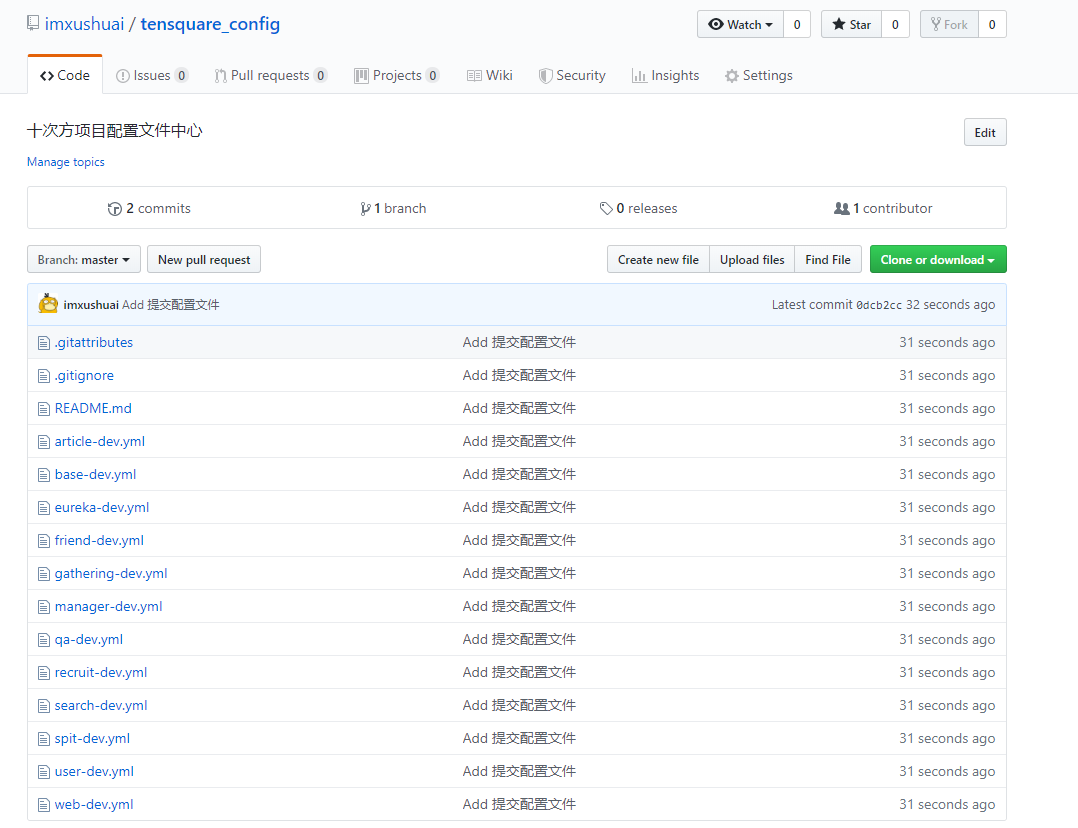 imxushuai / tensquare_config
Watch 0 Star 0 Fork 0
Code Issues 0 Pull requests 0 Projects 0 Wiki Security Insights Settings
十次方项目配置文件中心
Edit
Manage topics
2 commits 1 branch 0 releases 1 contributor
Branch: master New pull request Create new file Upload files Find File Clone or download
imxushuai Add 提交配置文件 Latest commit 0dcb2cc 32 seconds ago
.gitattributes Add 提交配置文件 31 seconds ago
.gitignore Add 提交配置文件 31 seconds ago
README.md Add 提交配置文件 31 seconds ago
article-dev.yml Add 提交配置文件 31 seconds ago
base-dev.yml Add 提交配置文件 31 seconds ago
eureka-dev.yml Add 提交配置文件 31 seconds ago
friend-dev.yml Add 提交配置文件 31 seconds ago
gathering-dev.yml Add 提交配置文件 31 seconds ago
manager-dev.yml Add 提交配置文件 31 seconds ago
qa-dev.yml Add 提交配置文件 31 seconds ago
recruit-dev.yml Add 提交配置文件 31 seconds ago
search-dev.yml Add 提交配置文件 31 seconds ago
spit-dev.yml Add 提交配置文件 31 seconds ago
user-dev.yml Add 提交配置文件 31 seconds ago
web-dev.yml Add 提交配置文件 31 seconds ago